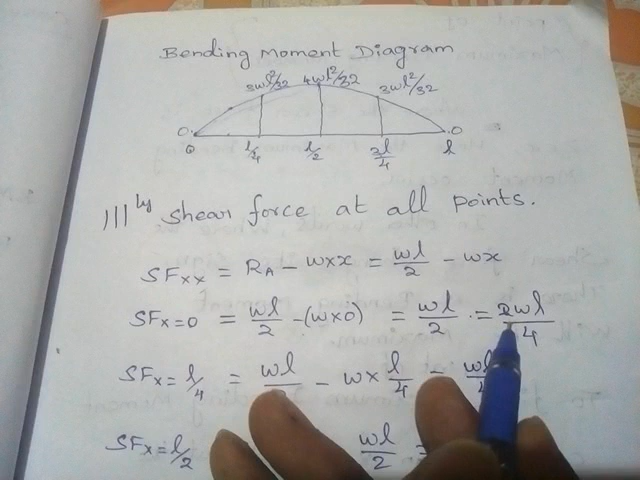 Bending Moment Diagram
3wl²/32 4wl²/32 3wl²/32
0 0
0 l/4 l/2 3l/4 l
|||ly shear force at all points.
SFxx = RA - w×x = wl/2 - wx
SFx=0 = wl/2 - (w×0) = wl/2 = 2wl/4
SFx=l/4 = wl - w×l/4 - wl
SFx=l/2 wl/2 =